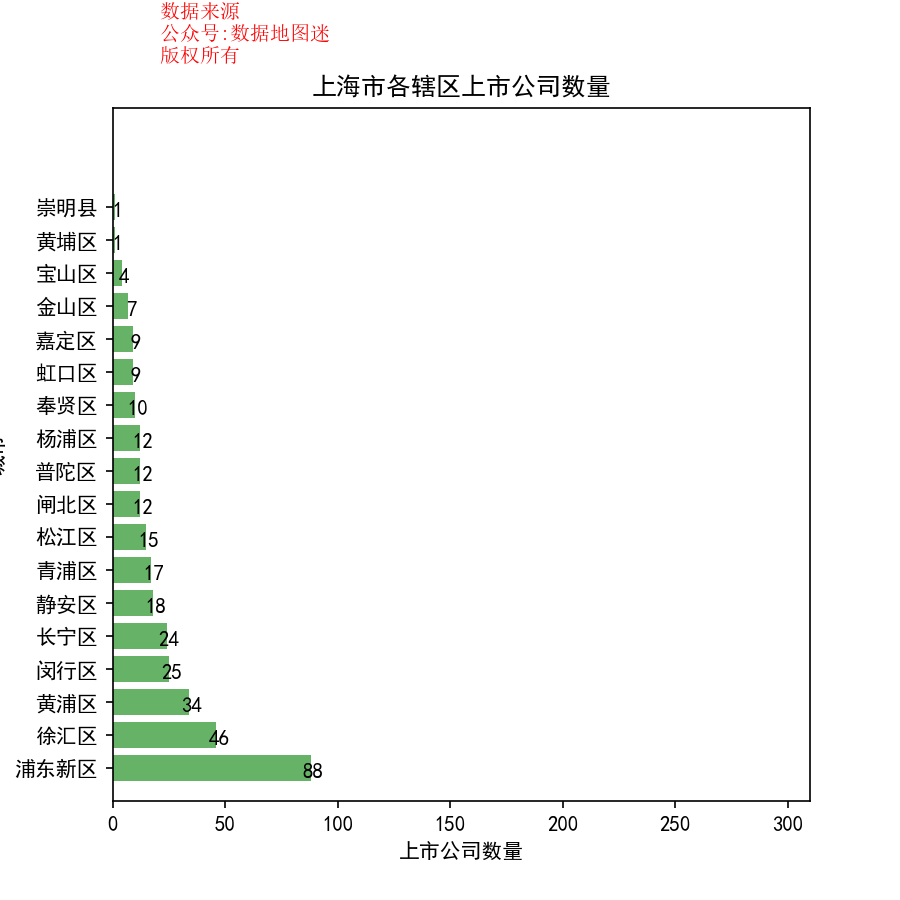 数据来源
公众号:数据地图迷
版权所有
上海市各辖区上市公司数量
崇明县 1
黄埔区 1
宝山区 4
金山区 7
嘉定区 9
虹口区 9
奉贤区 10
杨浦区 12
普陀区 12
闸北区 12
松江区 15
青浦区 17
静安区 18
长宁区 24
闵行区 25
黄浦区 34
徐汇区 46
浦东新区 88
0 50 100 150 200 250 300
上市公司数量